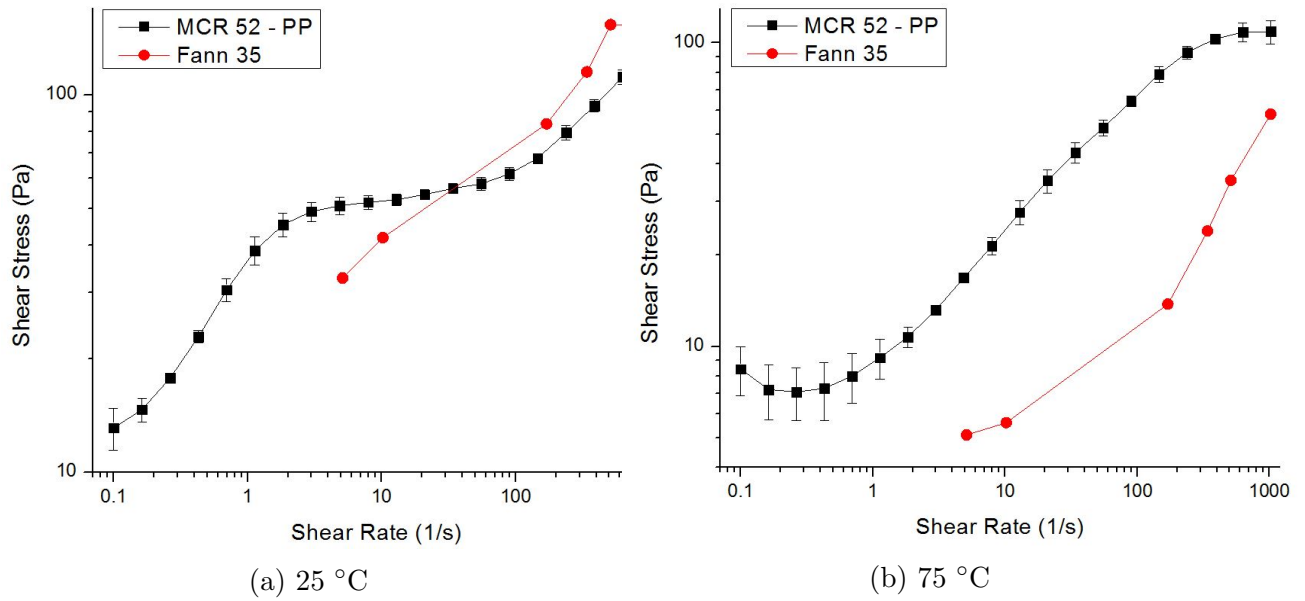 MCR 52 - PP
Fann 35
100
10
Shear Stress (Pa)
0.1 1 10 100
Shear Rate (1/s)
(a) 25 °C
MCR 52 - PP
Fann 35
100
10
Shear Stress (Pa)
0.1 1 10 100 1000
Shear Rate (1/s)
(b) 75 °C